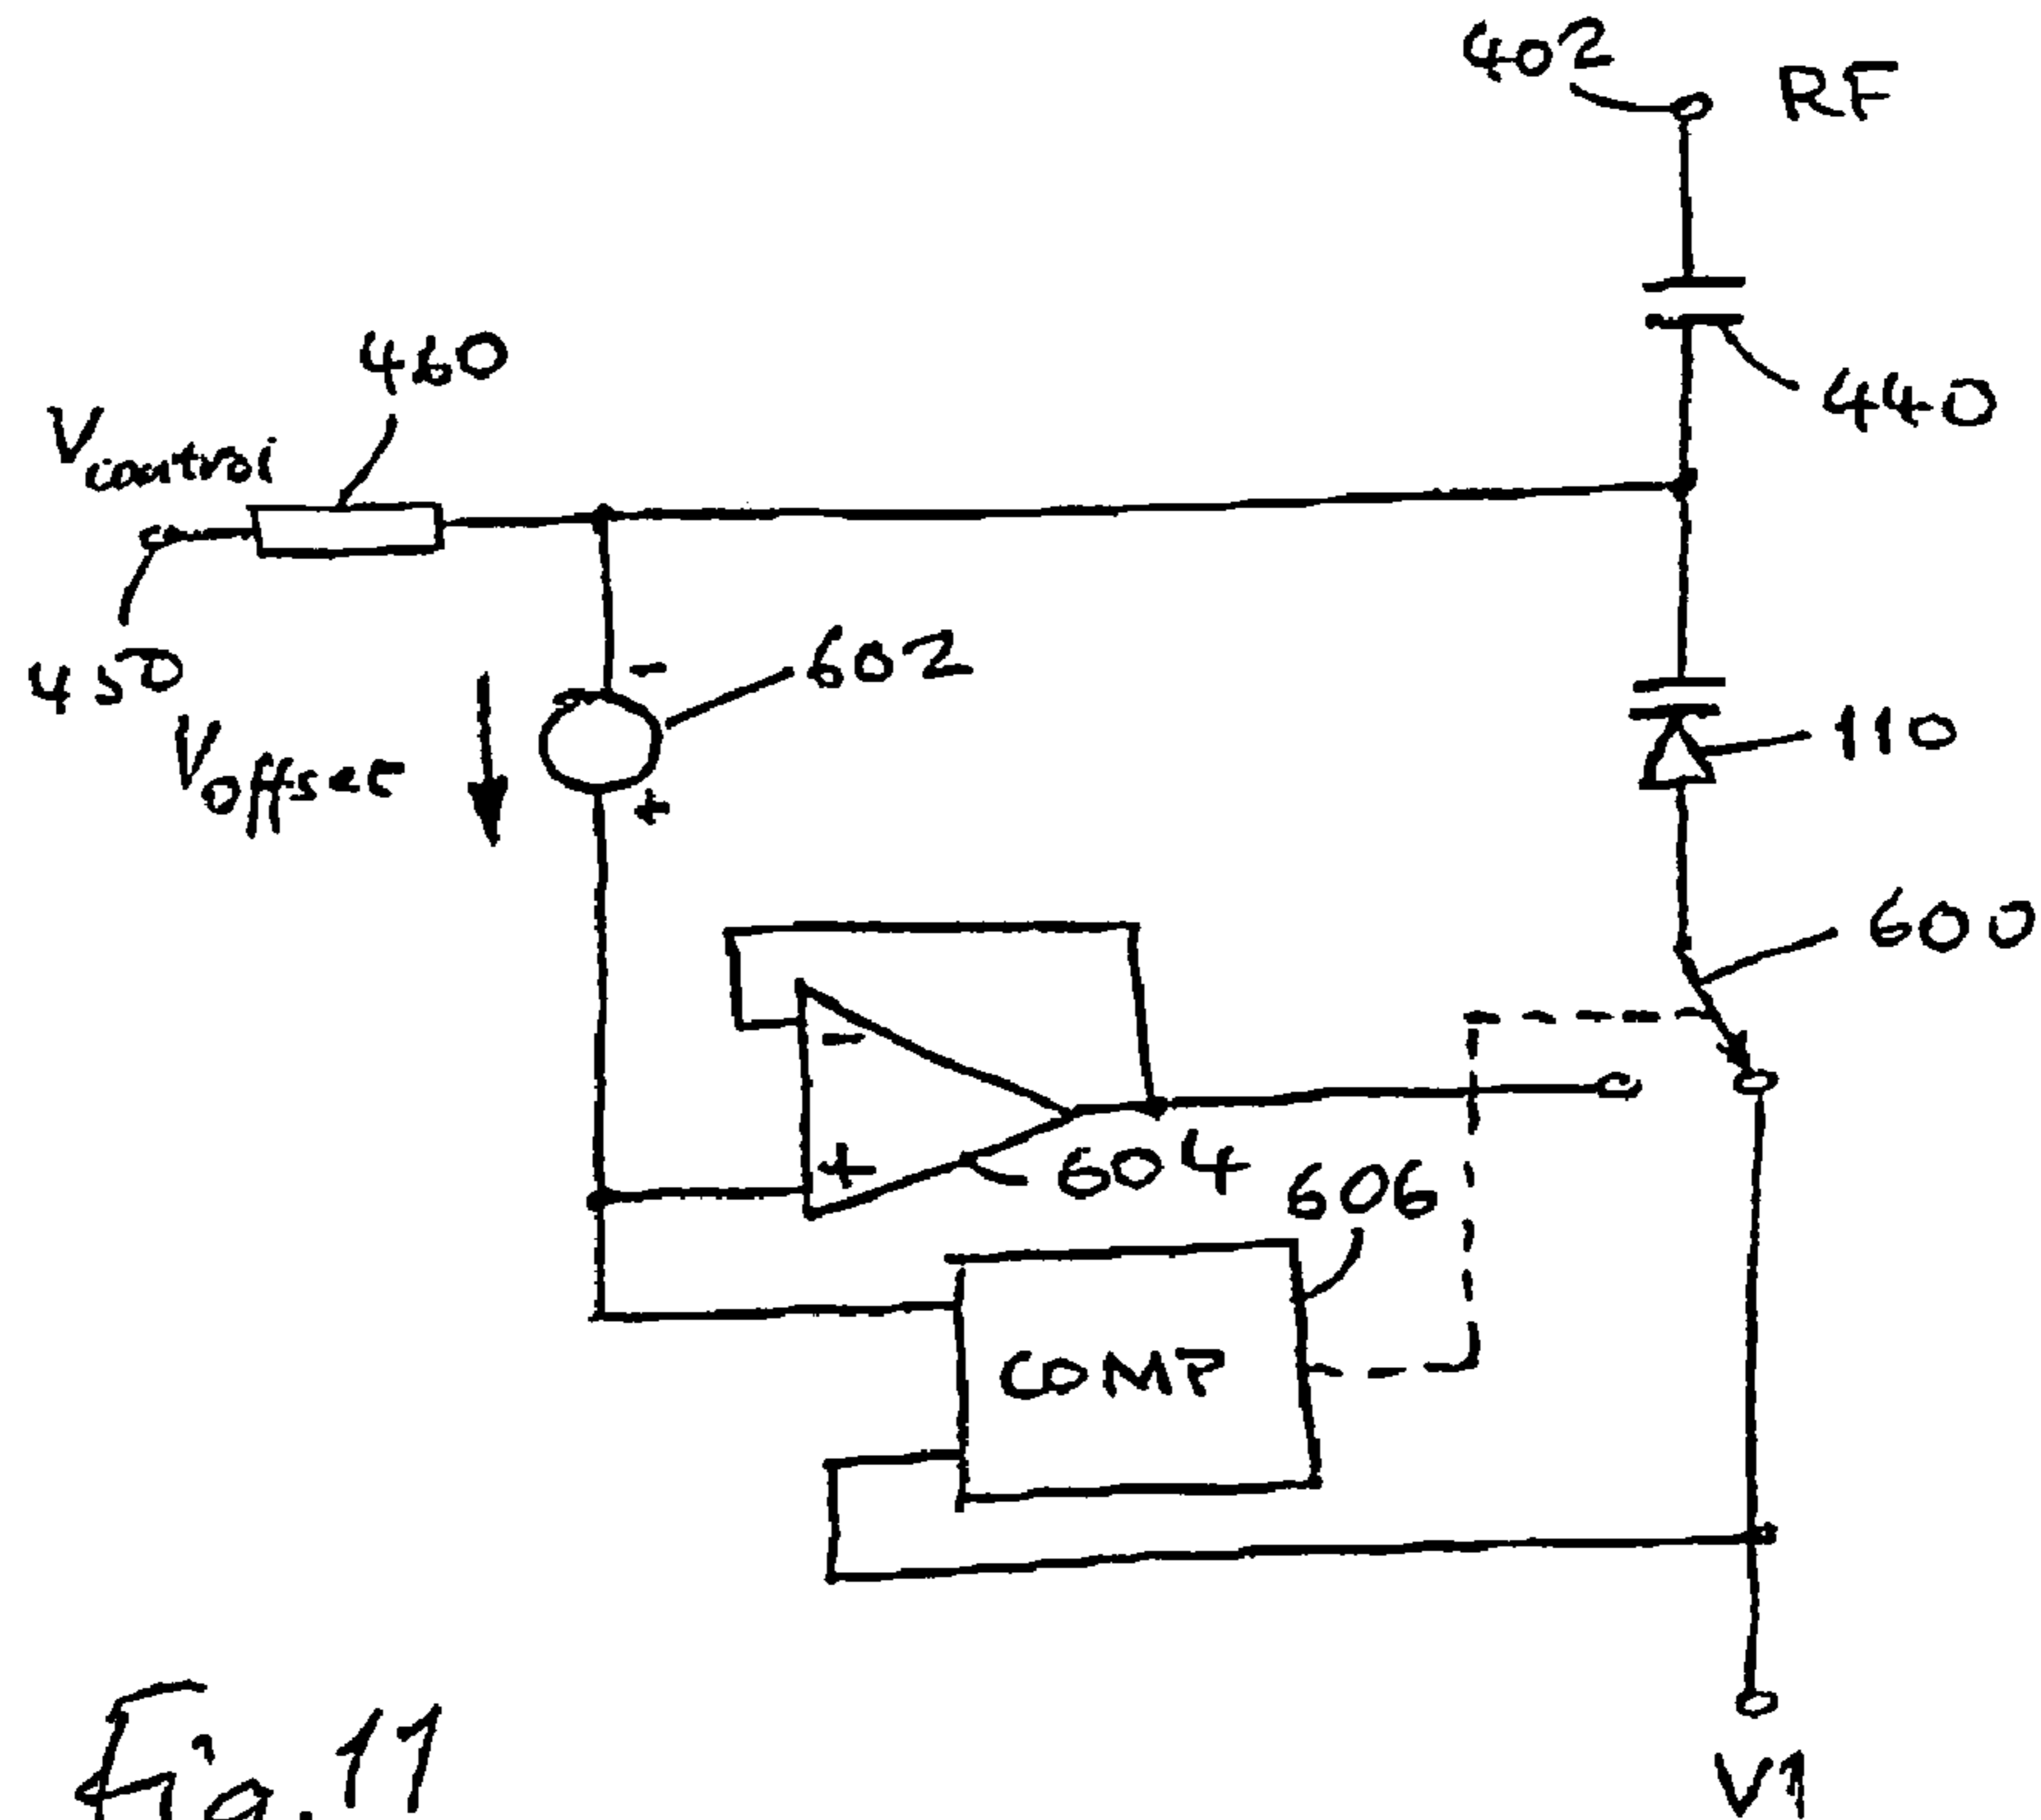 402
RF
460
440
Vcontrol
450
602
-
110
Voffset
+
600
-
+
604
606
COMP
V1
Fig. 11